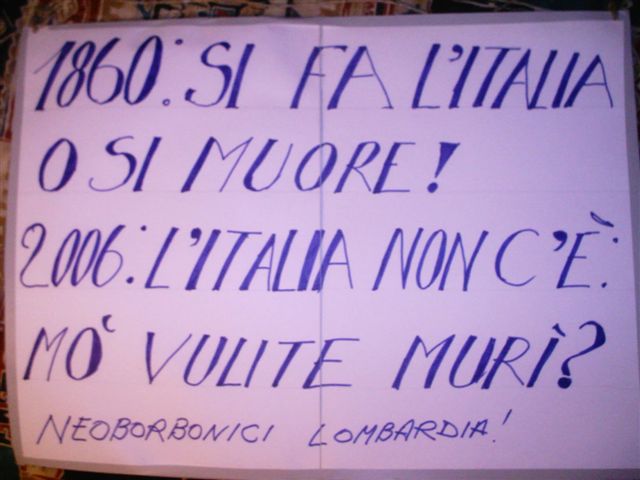 1860: SI FA L'ITALIA
O SI MUORE!
2006: L'ITALIA NON C'È:
MO' VULITE MURÌ?
NEOBORBONICI LOMBARDIA!